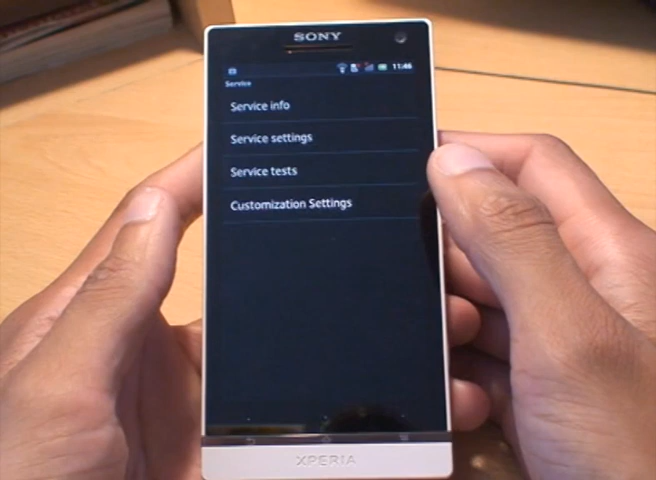 SONY
11:46
Service
Service info
Service settings
Service tests
Customization Settings
XPERIA